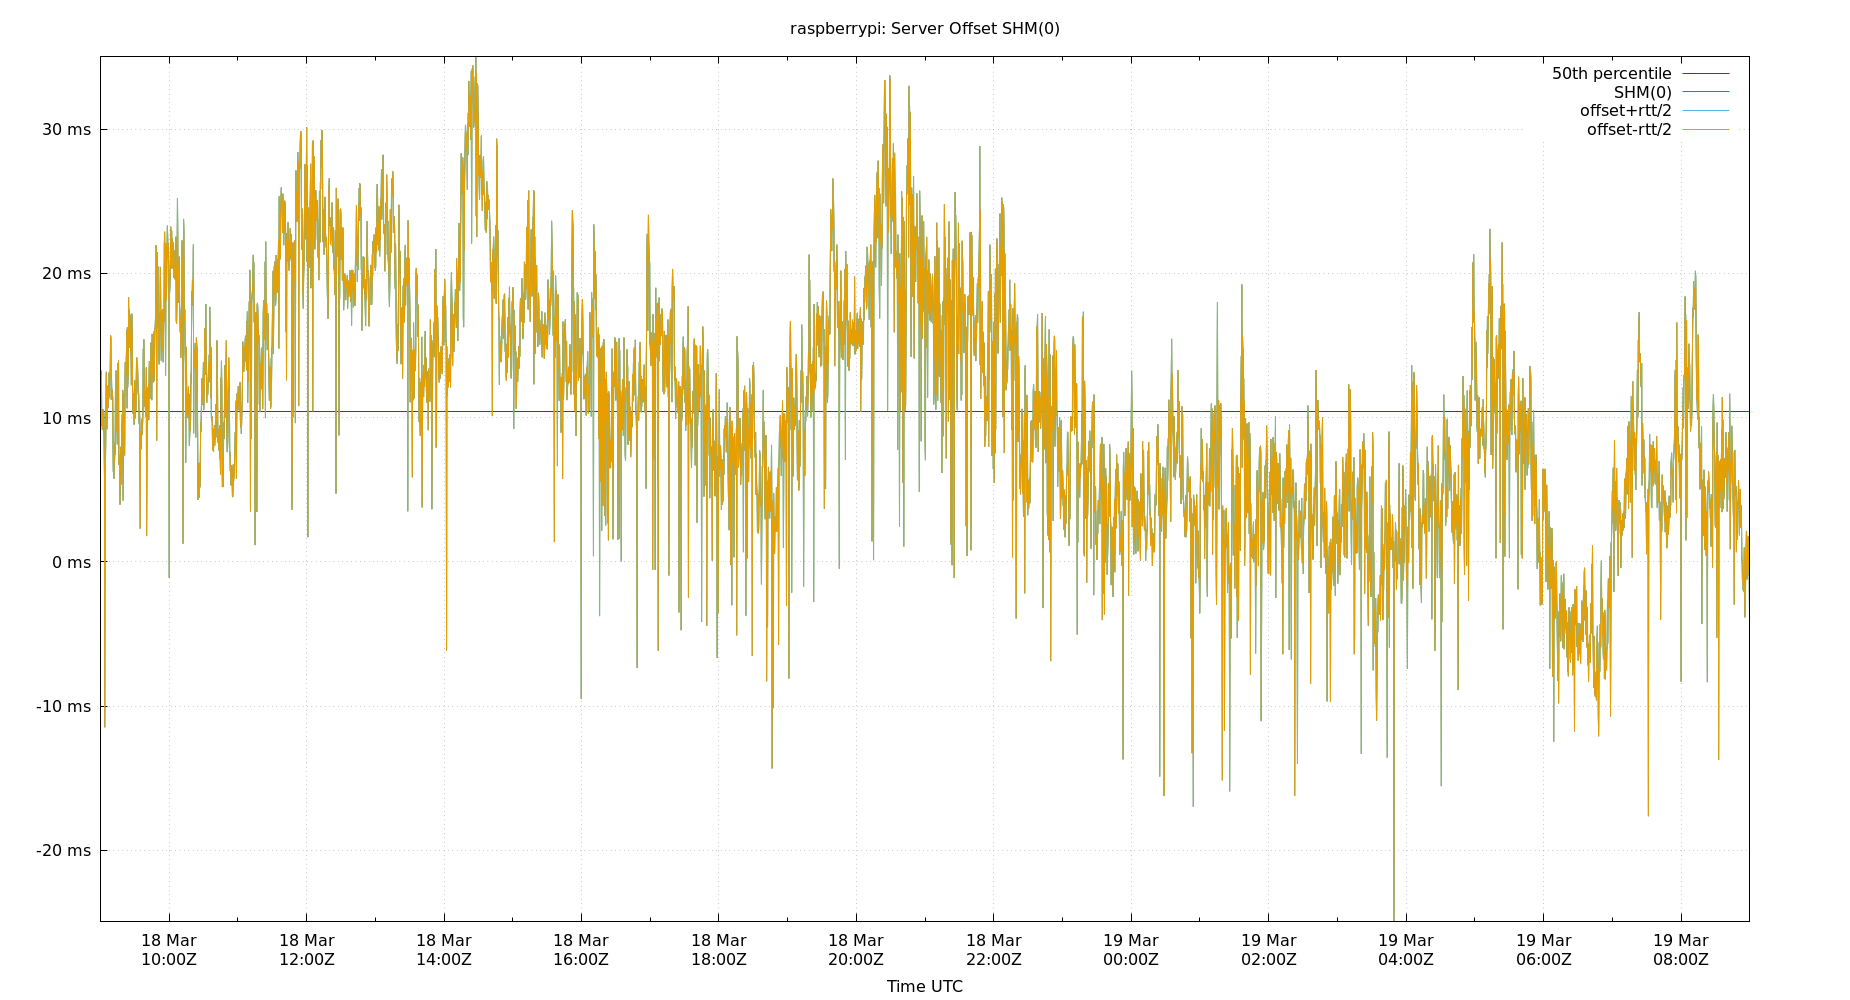 raspberrypi: Server Offset SHM(0)
50th percentile
SHM(0)
offset+rtt/2
offset-rtt/2
30 ms
20 ms
10 ms
0 ms
-10 ms
-20 ms
18 Mar 18 Mar 18 Mar 18 Mar 18 Mar 18 Mar 18 Mar 19 Mar 19 Mar 19 Mar 19 Mar 19 Mar
10:00Z 12:00Z 14:00Z 16:00Z 18:00Z 20:00Z 22:00Z 00:00Z 02:00Z 04:00Z 06:00Z 08:00Z
Time UTC